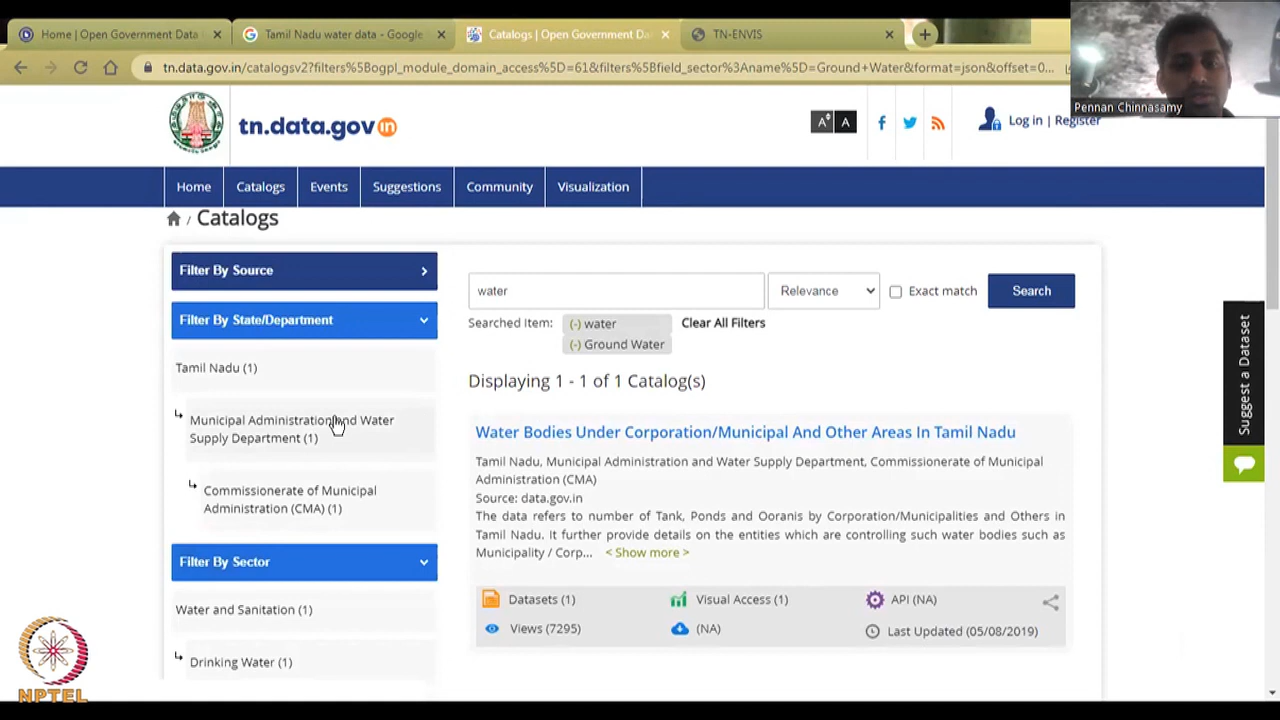 Home | Open Government Data
Tamil Nadu water data - Google
Catalogs | Open Government Da
TN-ENVIS
tn.data.gov.in/catalogsv2?filters%5Bogpl_module_domain_access%5D=61&filters%5Bfield_sector%3Aname%5D=Ground+Water&format=json&offset=0...
Pennan Chinnasamy
tn.data.gov in
A A
Log in | Register
Home
Catalogs
Events
Suggestions
Community
Visualization
/ Catalogs
Filter By Source
Filter By State/Department
Tamil Nadu (1)
Municipal Administration and Water
Supply Department (1)
Commissionerate of Municipal
Administration (CMA) (1)
Filter By Sector
Water and Sanitation (1)
Drinking Water (1)
water
Relevance
Exact match
Search
Searched Item:
(-) water
Clear All Filters
(-) Ground Water
Displaying 1 - 1 of 1 Catalog(s)
Water Bodies Under Corporation/Municipal And Other Areas In Tamil Nadu
Tamil Nadu, Municipal Administration and Water Supply Department, Commissionerate of Municipal
Administration (CMA)
Source: data.gov.in
The data refers to number of Tank, Ponds and Ooranis by Corporation/Municipalities and Others in
Tamil Nadu. It further provide details on the entities which are controlling such water bodies such as
Municipality / Corp... < Show more >
Datasets (1)
Visual Access (1)
API (NA)
Views (7295)
(NA)
Last Updated (05/08/2019)
Suggest a Dataset
NPTEL